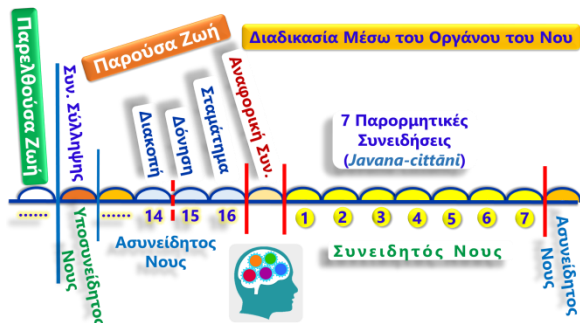 Παρελθούσα Ζωή
Συν. Σύλληψης
Παρούσα Ζωή
Διαδικασία Μέσω του Οργάνου του Νου
Διακοπή
Δόνηση
Σταμάτημα
Αναφορική Συν.
7 Παρορμητικές
Συνειδήσεις
(Javana-cittāni)
...... ...... 14 15 16 1 2 3 4 5 6 7
Υποσυνείδητος
Νους
Ασυνείδητος
Νους
Συνειδητός Νους
Ασυνείδητος
Νους